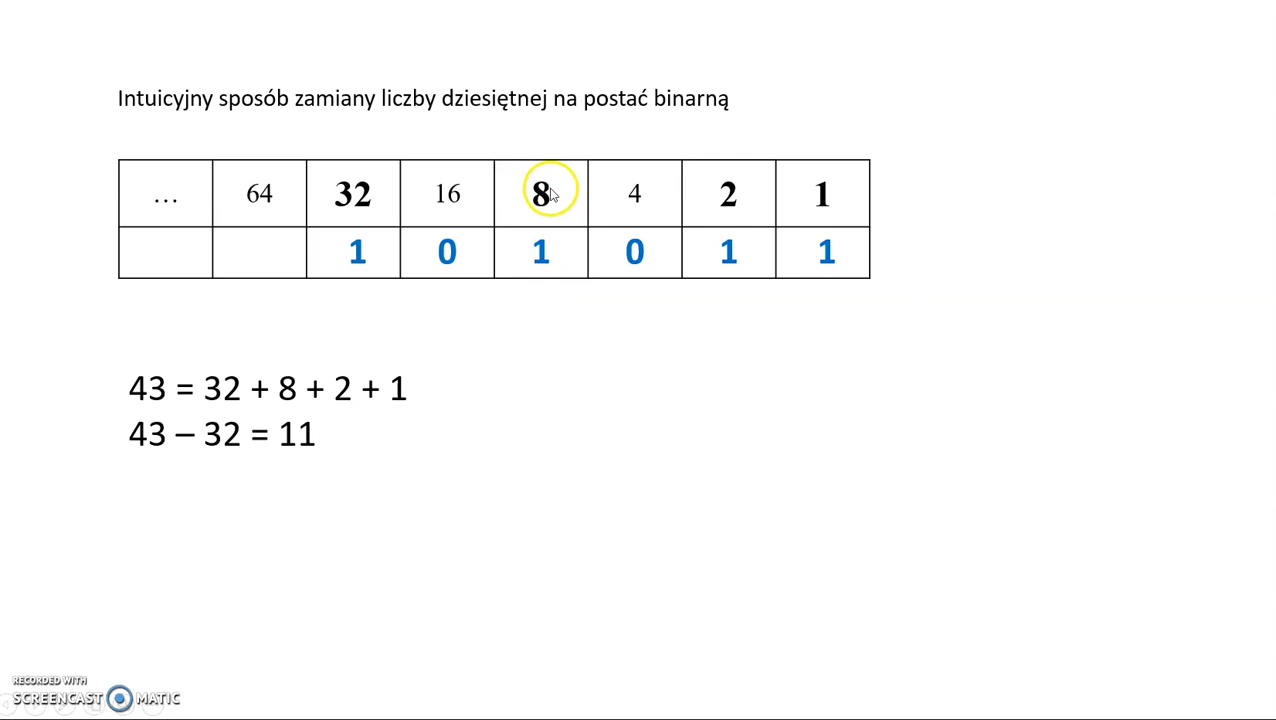 Intuicyjny sposób zamiany liczby dziesiętnej na postać binarną
… 64 32 16 8 4 2 1
1 0 1 0 1 1
43 = 32 + 8 + 2 + 1
43 – 32 = 11
RECORDED WITH
SCREENCAST MATIC